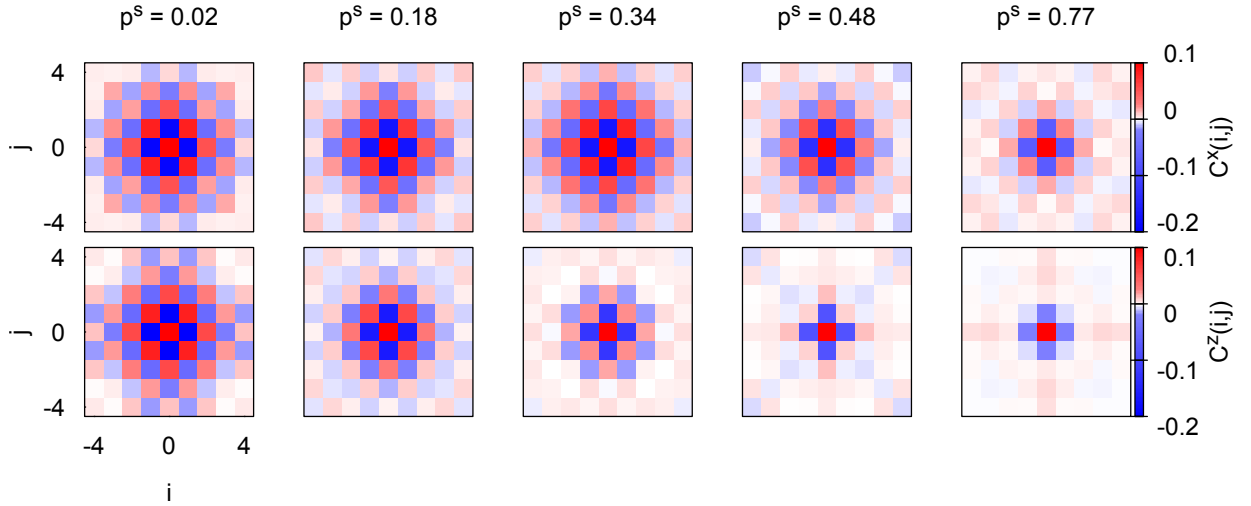 p^s = 0.02 p^s = 0.18 p^s = 0.34 p^s = 0.48 p^s = 0.77
4
0
-4
j
0.1
0
-0.1
-0.2
C^x(i,j)
4
0
-4
j
0.1
0
-0.1
-0.2
C^z(i,j)
-4 0 4
i